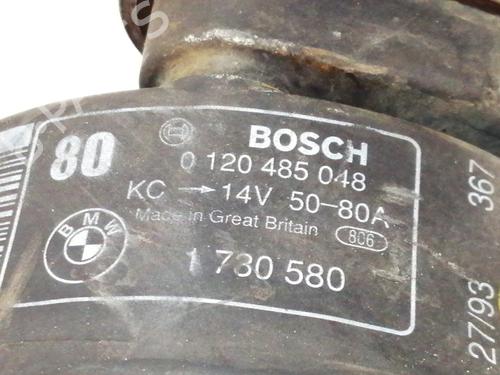 80
BOSCH
0 120 485 048
KC → 14V 50-80A
Made in Great Britain 806
BMW
1 730 580
27/93 367